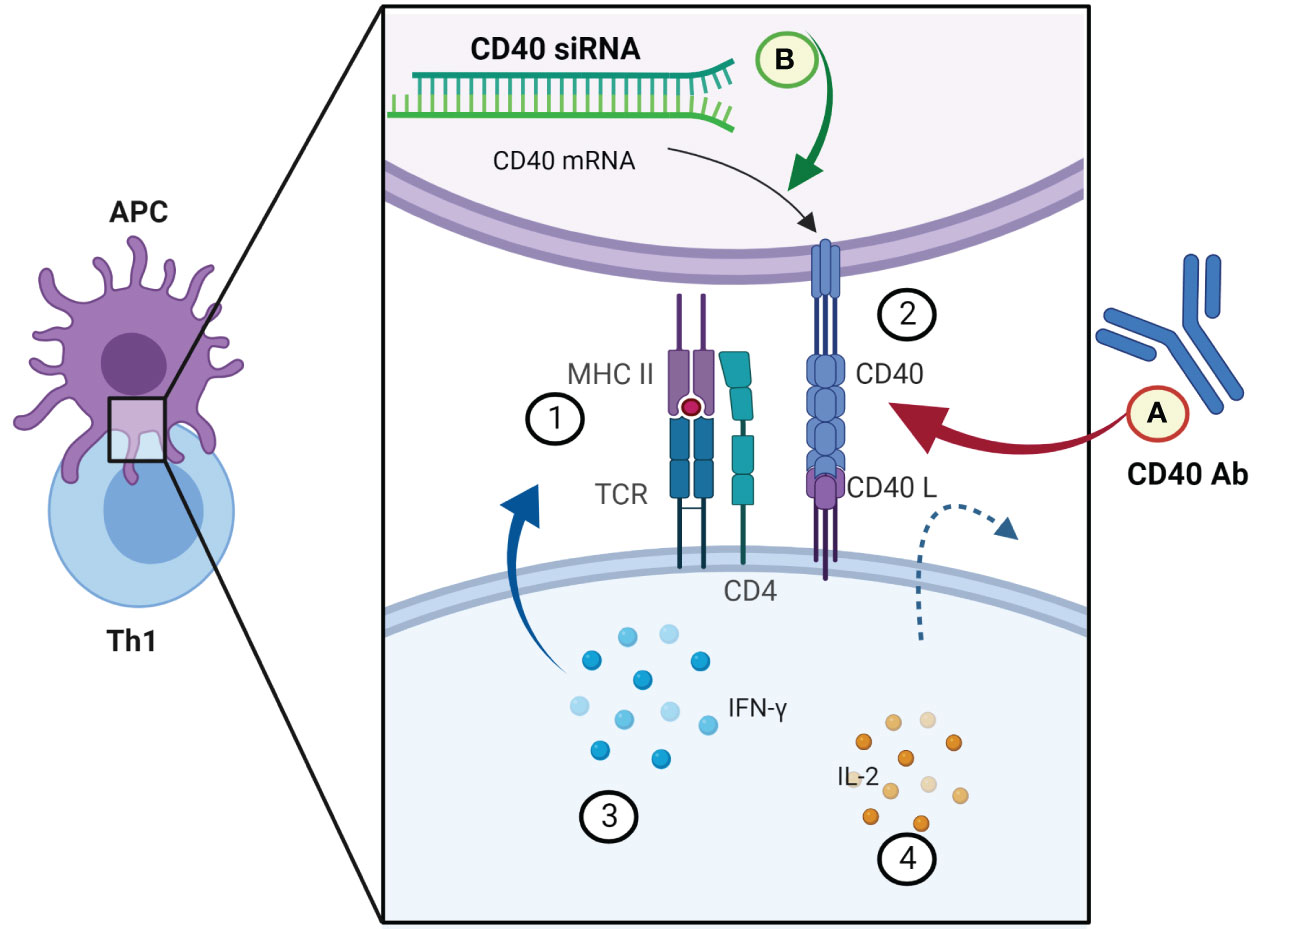 CD40 siRNA
B
CD40 mRNA
APC
2
MHC II
CD40
1
A
CD40 Ab
TCR
CD40 L
CD4
Th1
IFN-γ
IL-2
3
4